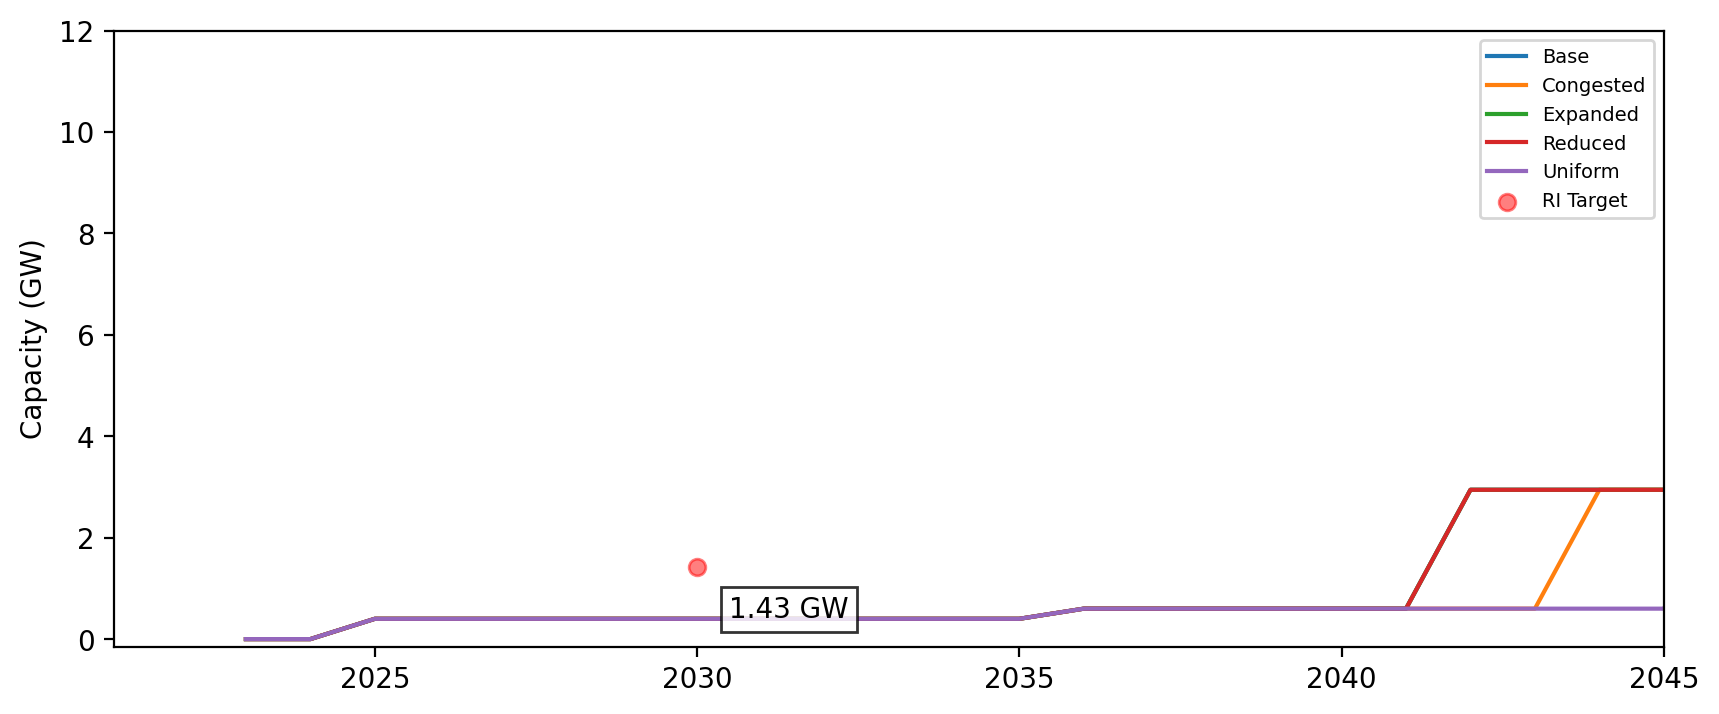 12
10
8
6
4
2
0
Capacity (GW)
Base
Congested
Expanded
Reduced
Uniform
RI Target
1.43 GW
2025
2030
2035
2040
2045